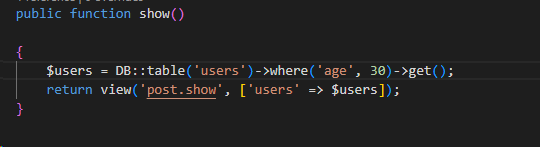 public function show()
{
$users = DB::table('users')->where('age', 30)->get();
return view('post.show', ['users' => $users]);
}